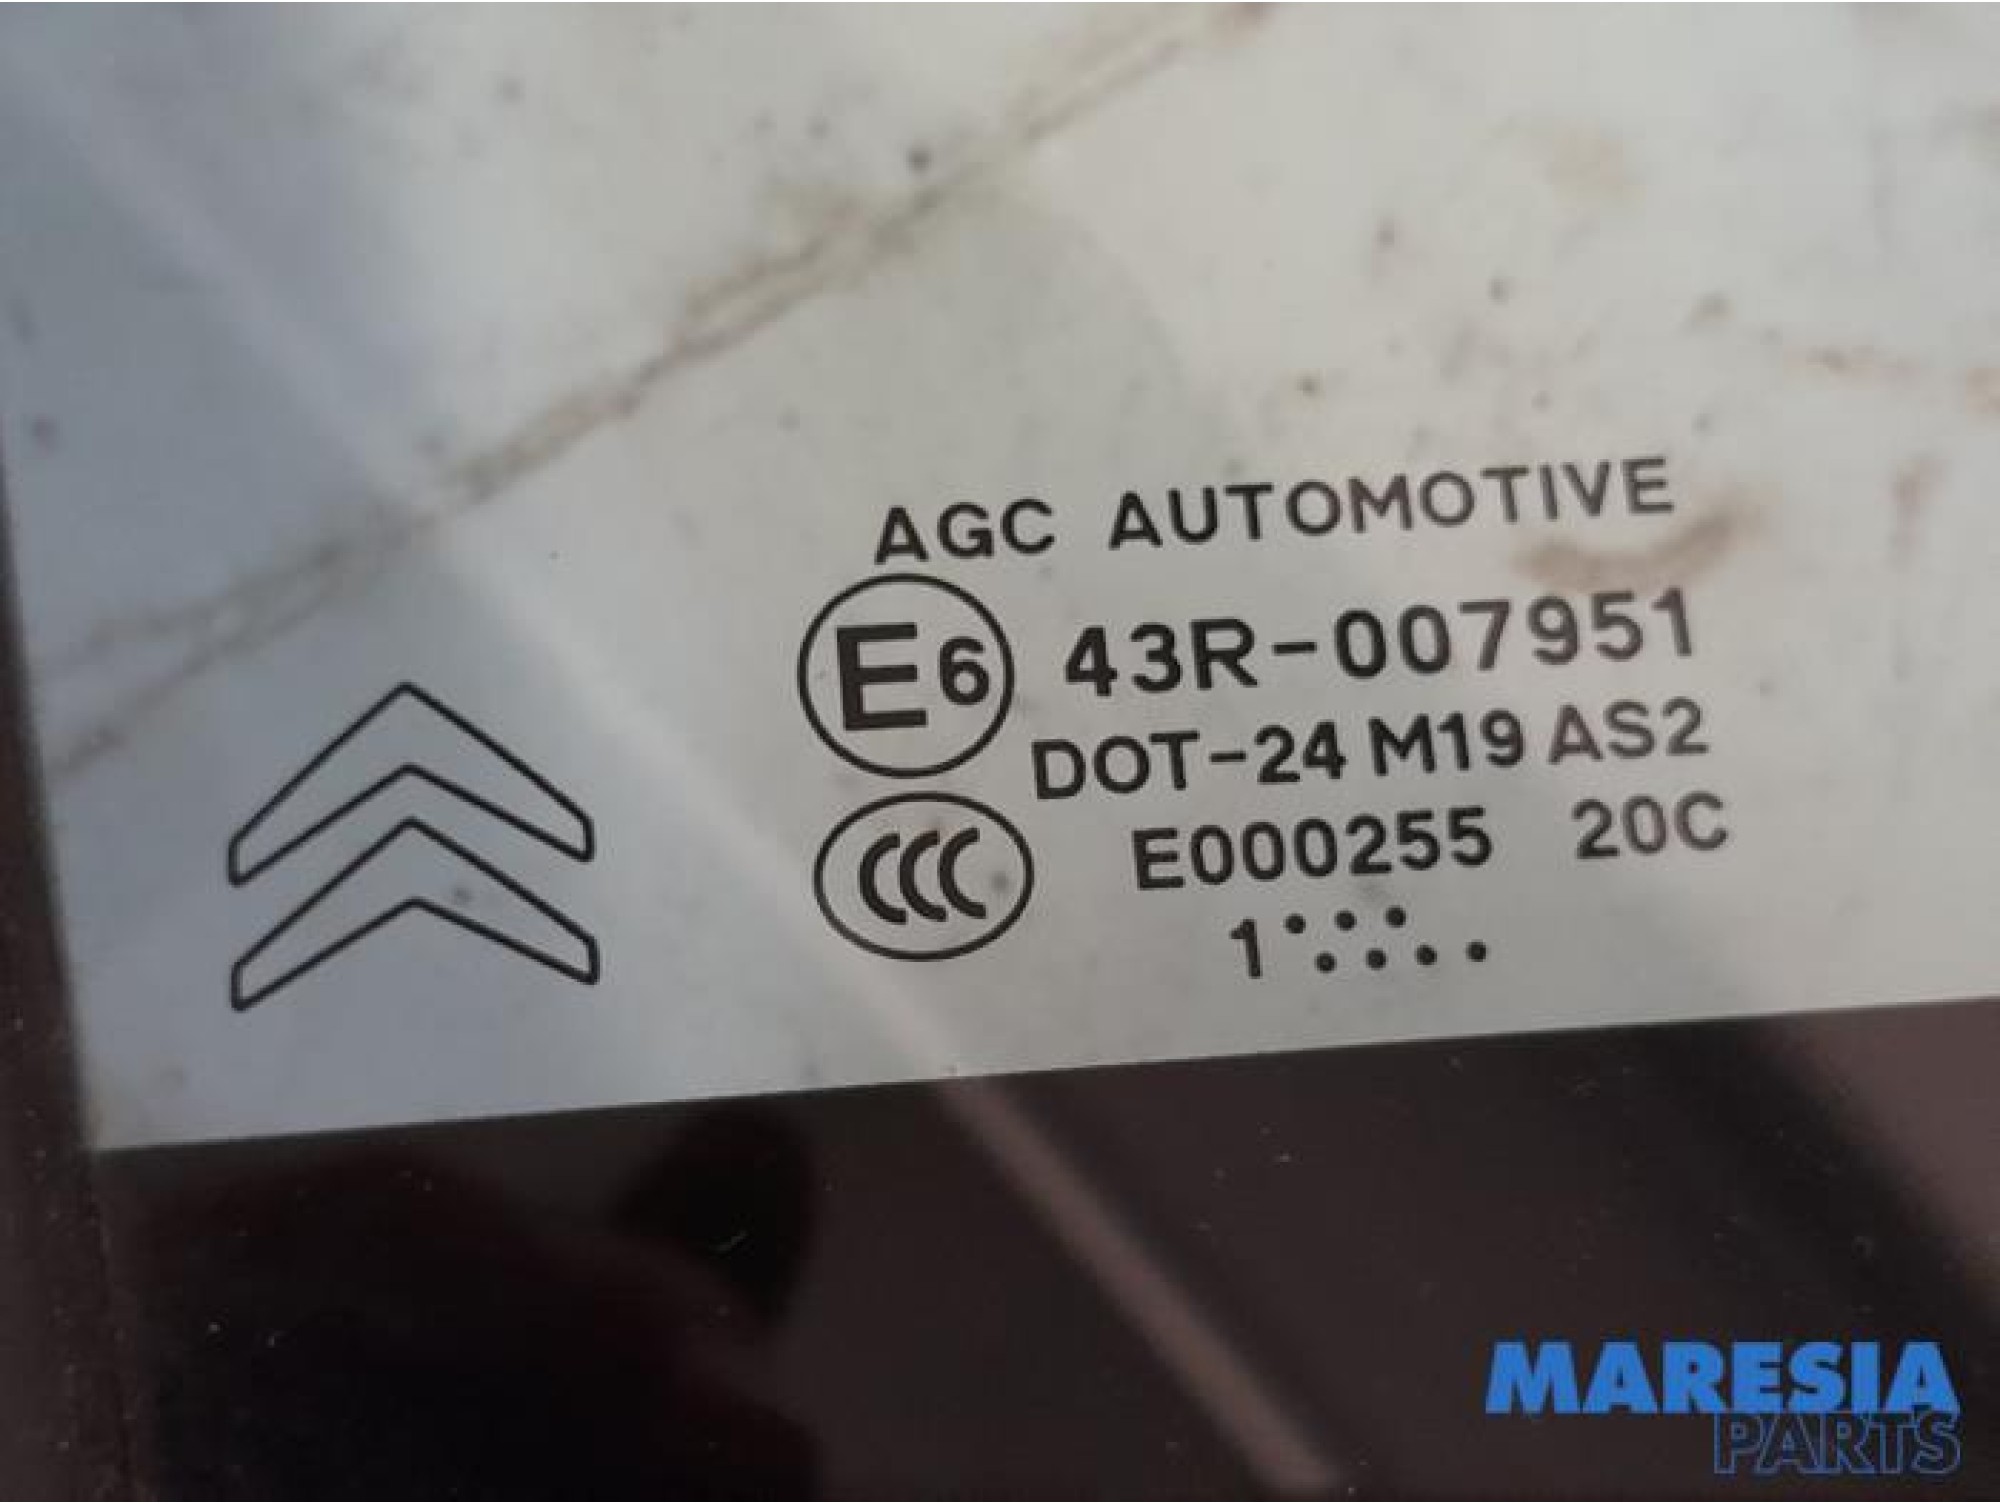 AGC AUTOMOTIVE
E6 43R-007951
DOT-24 M19 AS2
CCC E000255 20C
1
MARESIA
PARTS